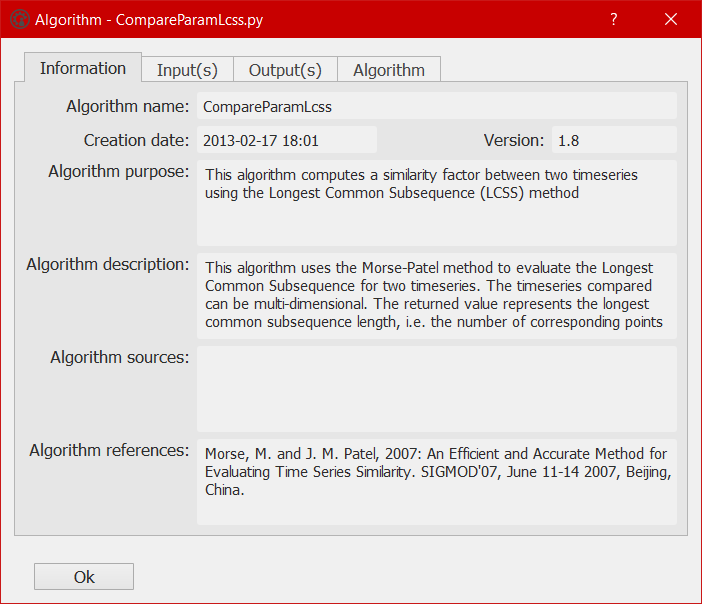 Algorithm - CompareParamLcss.py ?
Information Input(s) Output(s) Algorithm
Algorithm name: CompareParamLcss
Creation date: 2013-02-17 18:01 Version: 1.8
Algorithm purpose: This algorithm computes a similarity factor between two timeseries
using the Longest Common Subsequence (LCSS) method
Algorithm description: This algorithm uses the Morse-Patel method to evaluate the Longest
Common Subsequence for two timeseries. The timeseries compared
can be multi-dimensional. The returned value represents the longest
common subsequence length, i.e. the number of corresponding points
Algorithm sources:
Algorithm references: Morse, M. and J. M. Patel, 2007: An Efficient and Accurate Method for
Evaluating Time Series Similarity. SIGMOD'07, June 11-14 2007, Beijing,
China.
Ok